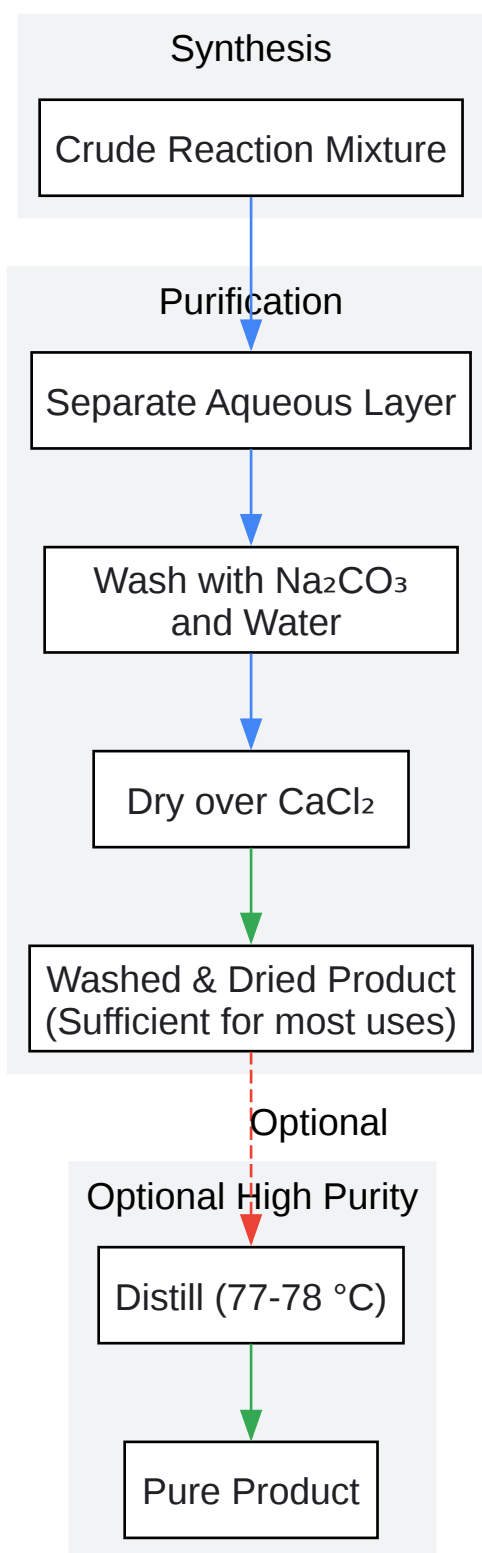 Synthesis
Crude Reaction Mixture
Purification
Separate Aqueous Layer
Wash with Na₂CO₃
and Water
Dry over CaCl₂
Washed & Dried Product
(Sufficient for most uses)
Optional
Optional High Purity
Distill (77-78 °C)
Pure Product